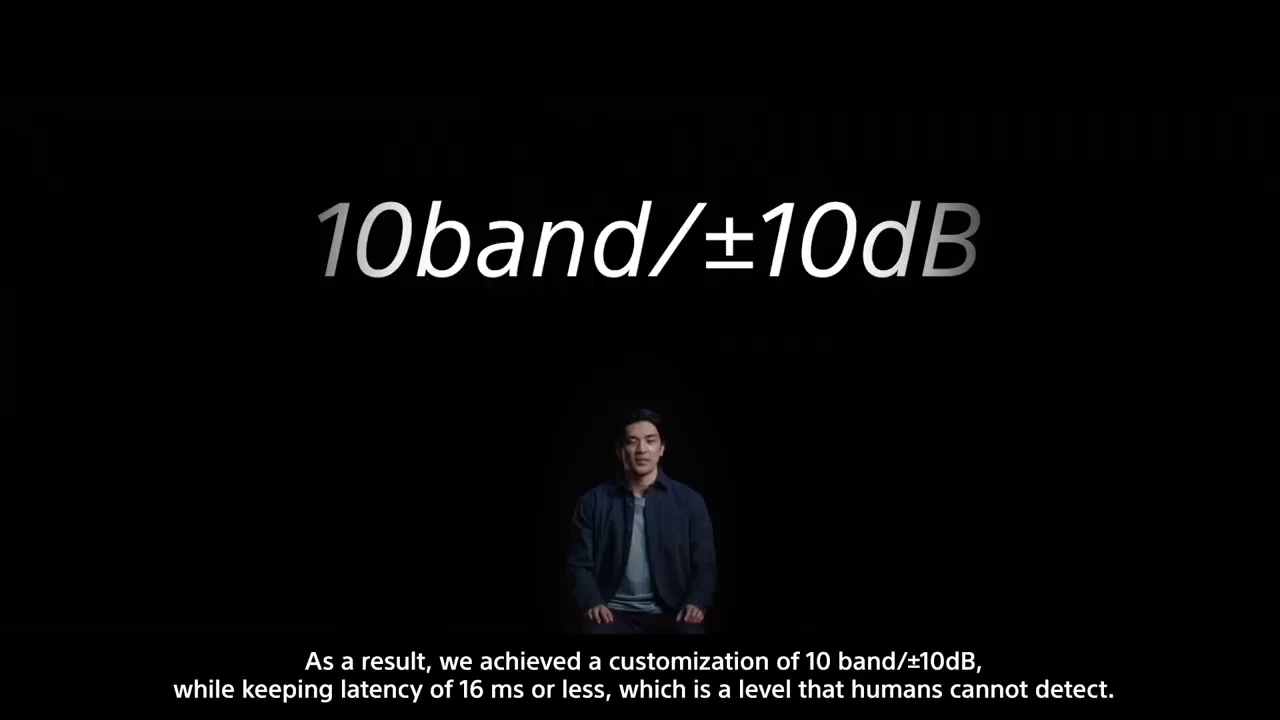 10band/±10dB
As a result, we achieved a customization of 10 band/±10dB,
while keeping latency of 16 ms or less, which is a level that humans cannot detect.